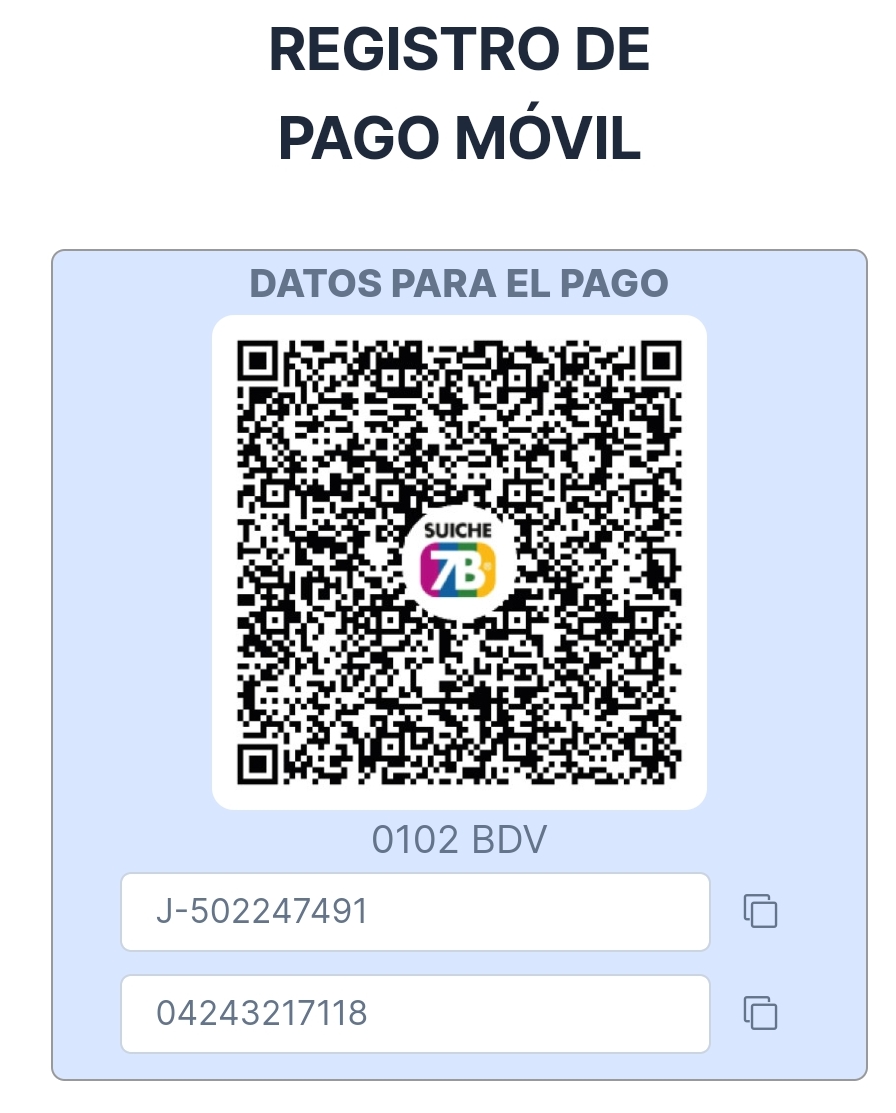 REGISTRO DE
PAGO MÓVIL
DATOS PARA EL PAGO
SUICHE
7B
0102 BDV
J-502247491
04243217118